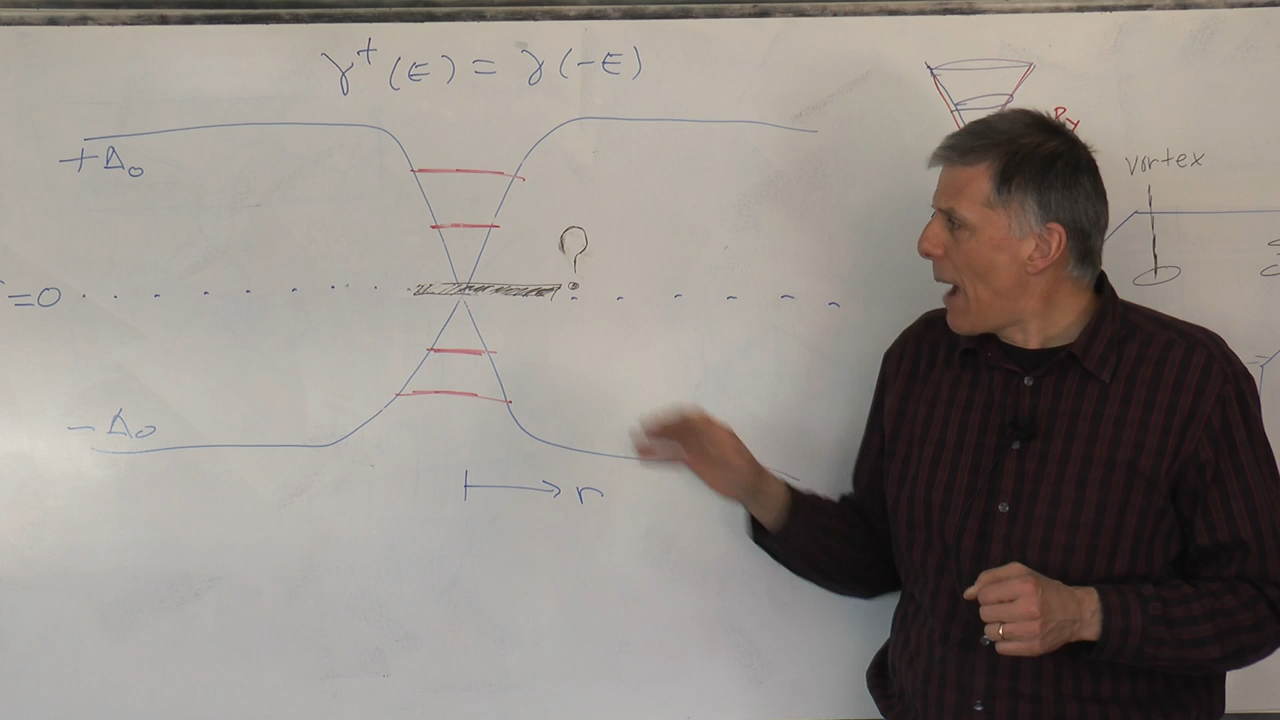 γ†(E) = γ(-E)
+Δ₀
vortex
?
=0
-Δ₀
r